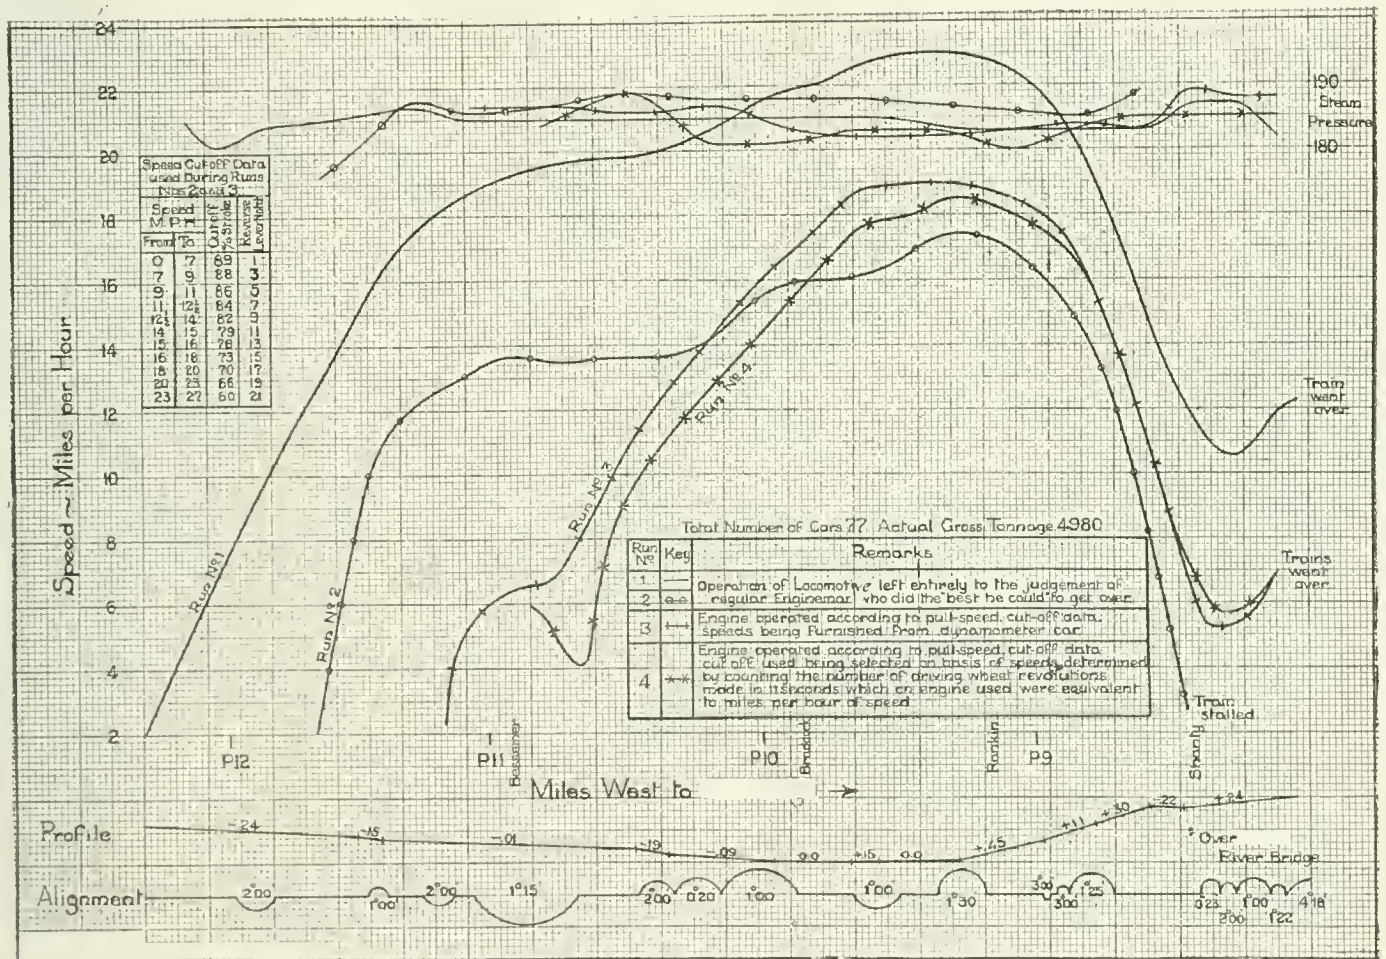 24
22
20
18
16
14
12
10
8
6
4
2
Speed ~ Miles per Hour
190
Steam
Pressure
180
Speed Cut-off Data
used During Runs
Nos 2 and 3
Speed M.P.H. Cut off % Stroke Reverse Lever Notch
From To
0 7 89 1
7 9 88 3
9 11 86 5
11 12½ 84 7
12½ 14 82 9
14 15 79 11
15 16 76 13
16 18 73 15
18 20 70 17
20 23 66 19
23 27 60 21
Run No 1
Run No 2
Run No 3
Run No 4
Train
went
over
Trains
went
over
Train
stalled
Total Number of Cars 77 Actual Gross Tonnage 4980
Run No Key Remarks
1 Operation of Locomotive left entirely to the judgement of
2 regular Engineman who did the best he could to get over
3 Engine operated according to pull-speed, cut-off data,
speeds being furnished from dynamometer car
4 Engine operated according to pull-speed, cut-off data
cut off used being selected on basis of speeds determined
by counting the number of driving wheel revolutions
made in 11 seconds which on engine used were equivalent
to miles per hour of speed
P12 P11 Bessemer P10 Braddock Rankin P9 Shanty
Miles West to
Profile -.24 -.15 -.01 -.19 -.09 0.0 +.15 0.0 +.45 +.11 +.30 -.22 +.24
Over
River Bridge
Alignment 2°00 1°00 2°00 1°15 2°00 0°20 1°00 1°00 1°30 3°00 3°00 1°25 0°23 2°00 1°00 1°22 4°18